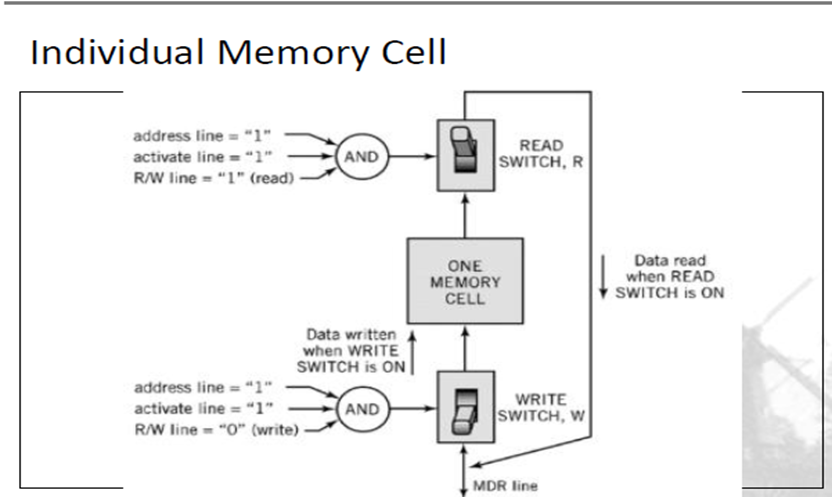 Individual Memory Cell
address line = "1"
activate line = "1"
R/W line = "1" (read)
AND
READ
SWITCH, R
ONE
MEMORY
CELL
Data read
when READ
SWITCH is ON
Data written
when WRITE
SWITCH is ON
address line = "1"
activate line = "1"
R/W line = "0" (write)
AND
WRITE
SWITCH, W
MDR line